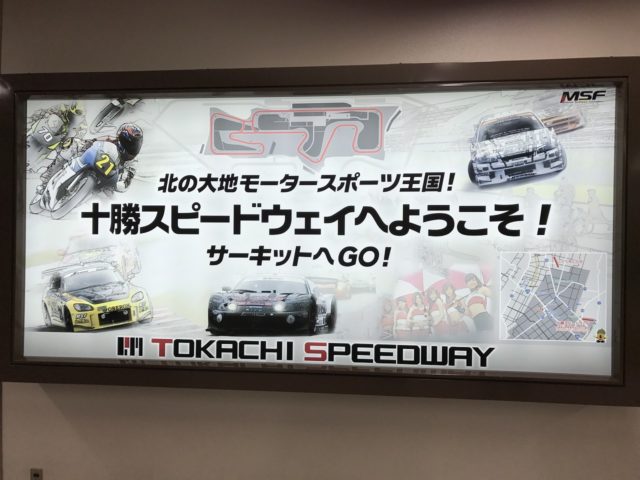 MSF
21
北の大地モータースポーツ王国!
十勝スピードウェイへようこそ!
サーキットへGO!
TOKACHI SPEEDWAY